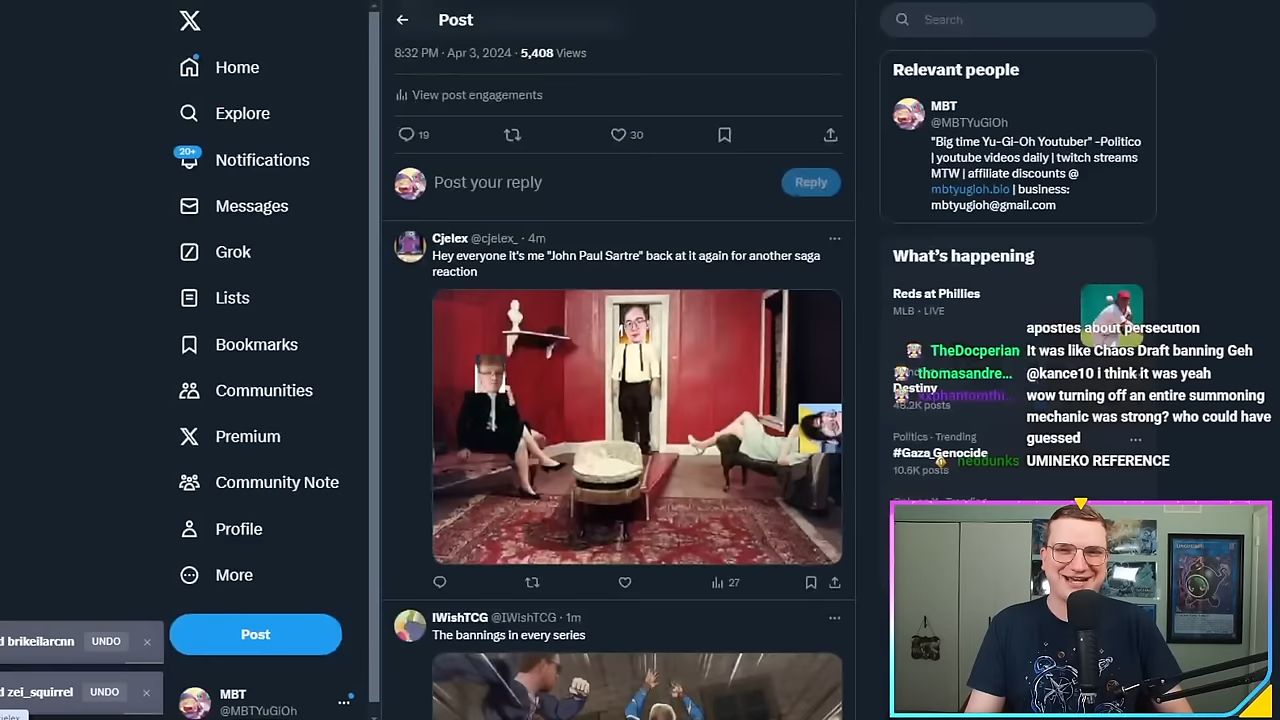 Post
8:32 PM · Apr 3, 2024 · 5,408 Views
View post engagements
19
30
Post your reply
Reply
Cjelex @cjelex_ · 4m
Hey everyone It's me "John Paul Sartre" back at it again for another saga
reaction
27
IWishTCG @IWishTCG · 1m
The bannings in every series
Home
Explore
20+
Notifications
Messages
Grok
Lists
Bookmarks
Communities
Premium
Community Note
Profile
More
Post
MBT
@MBTYuGiOh
d brikeilarcnn UNDO
d zei_squirrel UNDO
cjelex
Search
Relevant people
MBT
@MBTYuGiOh
"Big time Yu-Gi-Oh Youtuber" -Politico
| youtube videos daily | twitch streams
MTW | affiliate discounts @
mbtyugioh.bio | business:
mbtyugioh@gmail.com
What's happening
Reds at Phillies
MLB · LIVE
Destiny
48.2K posts
Politics · Trending
#Gaza_Genocide
10.6K posts
apostles about persecution
TheDocperian It was like Chaos Draft banning Geh
thomasandre... @kance10 i think it was yeah
xxphantomthi... wow turning off an entire summoning
mechanic was strong? who could have
guessed
neodunks UMINEKO REFERENCE